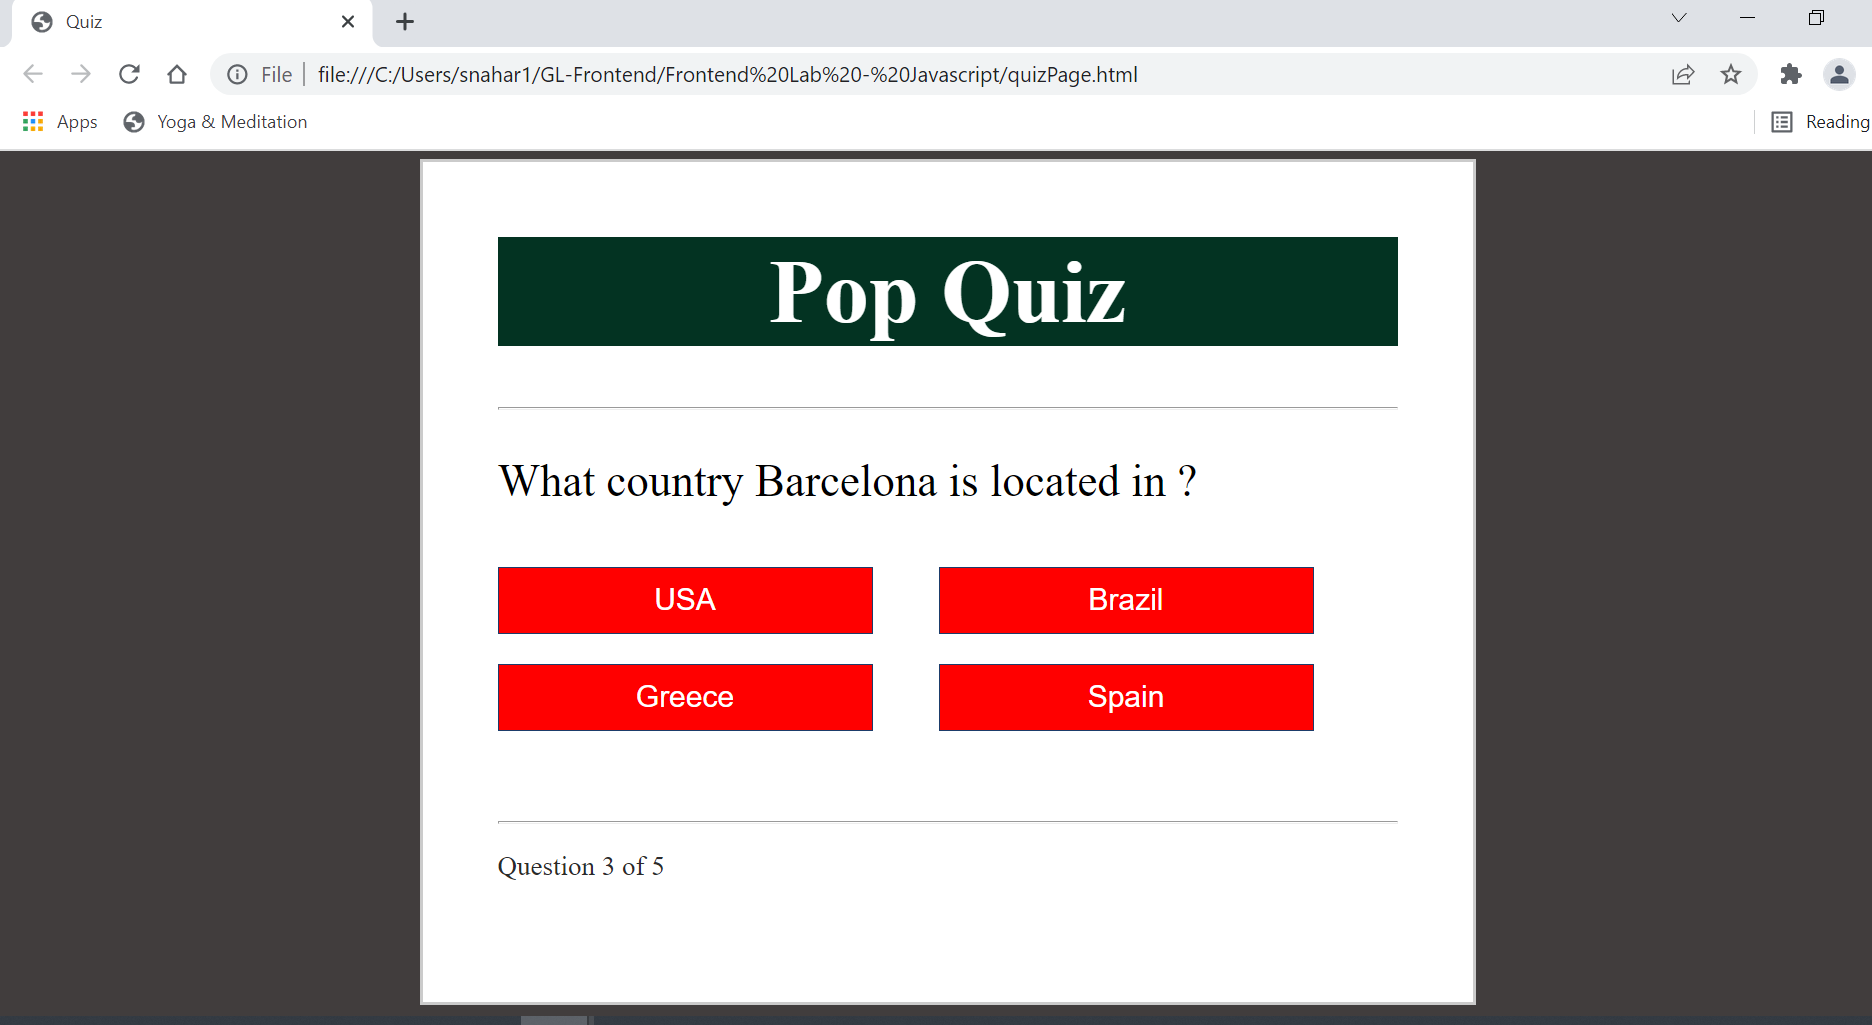 Quiz
File file:///C:/Users/snahar1/GL-Frontend/Frontend%20Lab%20-%20Javascript/quizPage.html
Apps Yoga & Meditation Reading
Pop Quiz
What country Barcelona is located in ?
USA Brazil
Greece Spain
Question 3 of 5